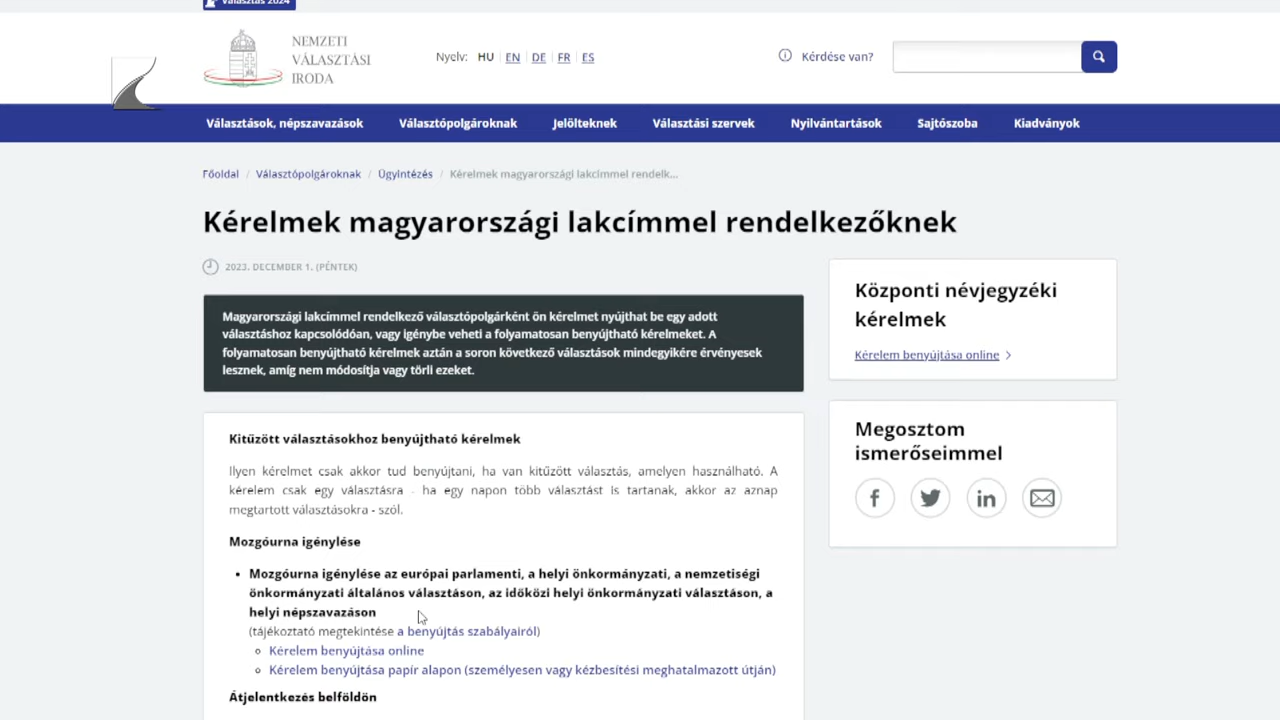 Választás 2024
NEMZETI
VÁLASZTÁSI
IRODA
Nyelv: HU EN DE FR ES
Kérdése van?
Választások, népszavazások Választópolgároknak Jelölteknek Választási szervek Nyilvántartások Sajtószoba Kiadványok
Főoldal / Választópolgároknak / Ügyintézés / Kérelmek magyarországi lakcímmel rendelk...
Kérelmek magyarországi lakcímmel rendelkezőknek
2023. DECEMBER 1. (PÉNTEK)
Magyarországi lakcímmel rendelkező választópolgárként ön kérelmet nyújthat be egy adott
választáshoz kapcsolódóan, vagy igénybe veheti a folyamatosan benyújtható kérelmeket. A
folyamatosan benyújtható kérelmek aztán a soron következő választások mindegyikére érvényesek
lesznek, amíg nem módosítja vagy törli ezeket.
Kitűzött választásokhoz benyújtható kérelmek
Ilyen kérelmet csak akkor tud benyújtani, ha van kitűzött választás, amelyen használható. A
kérelem csak egy választásra - ha egy napon több választást is tartanak, akkor az aznap
megtartott választásokra - szól.
Mozgóurna igénylése
• Mozgóurna igénylése az európai parlamenti, a helyi önkormányzati, a nemzetiségi
önkormányzati általános választáson, az időközi helyi önkormányzati választáson, a
helyi népszavazáson
(tájékoztató megtekintése a benyújtás szabályairól)
Kérelem benyújtása online
Kérelem benyújtása papír alapon (személyesen vagy kézbesítési meghatalmazott útján)
Átjelentkezés belföldön
Központi névjegyzéki
kérelmek
Kérelem benyújtása online
Megosztom
ismerőseimmel